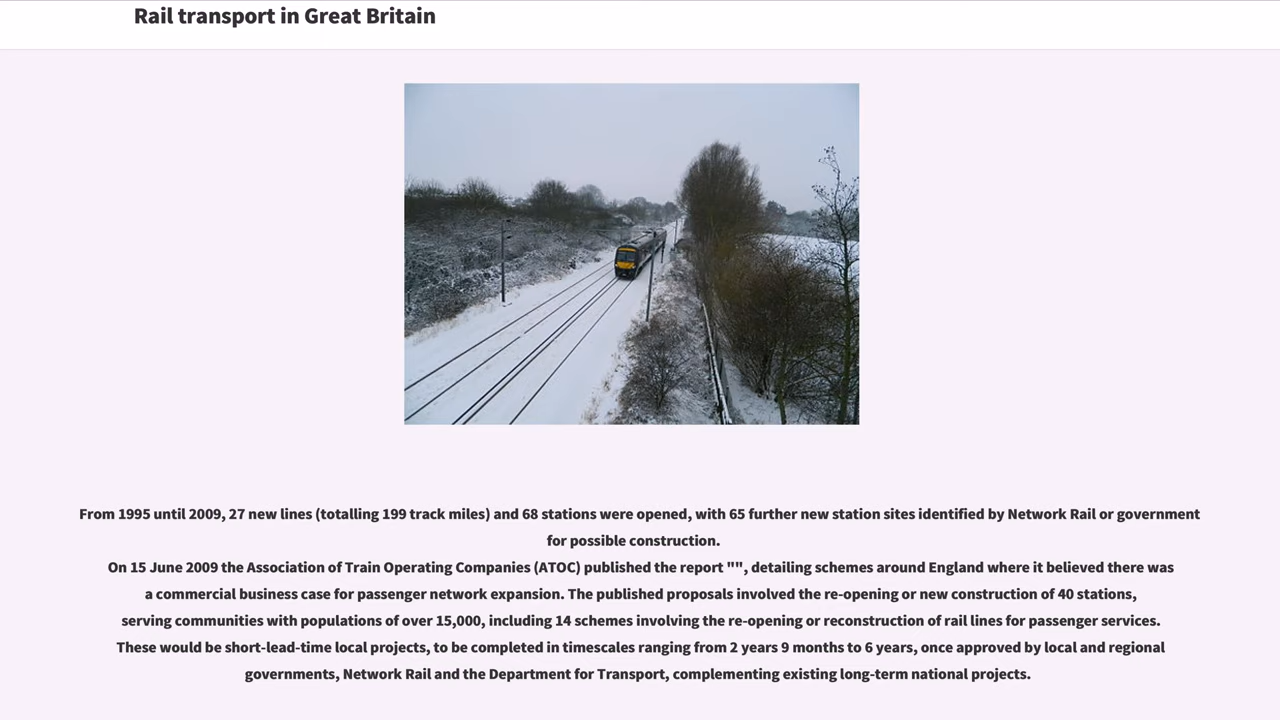 Rail transport in Great Britain
From 1995 until 2009, 27 new lines (totalling 199 track miles) and 68 stations were opened, with 65 further new station sites identified by Network Rail or government
for possible construction.
On 15 June 2009 the Association of Train Operating Companies (ATOC) published the report "", detailing schemes around England where it believed there was
a commercial business case for passenger network expansion. The published proposals involved the re-opening or new construction of 40 stations,
serving communities with populations of over 15,000, including 14 schemes involving the re-opening or reconstruction of rail lines for passenger services.
These would be short-lead-time local projects, to be completed in timescales ranging from 2 years 9 months to 6 years, once approved by local and regional
governments, Network Rail and the Department for Transport, complementing existing long-term national projects.